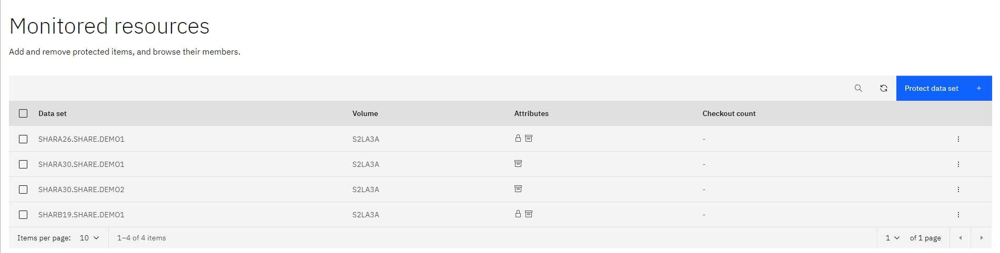 Monitored resources
Add and remove protected items, and browse their members.
Protect data set +
Data set Volume Attributes Checkout count
SHARA26.SHARE.DEMO1 S2LA3A -
SHARA30.SHARE.DEMO1 S2LA3A -
SHARA30.SHARE.DEMO2 S2LA3A -
SHARB19.SHARE.DEMO1 S2LA3A -
Items per page: 10 1–4 of 4 items 1 of 1 page